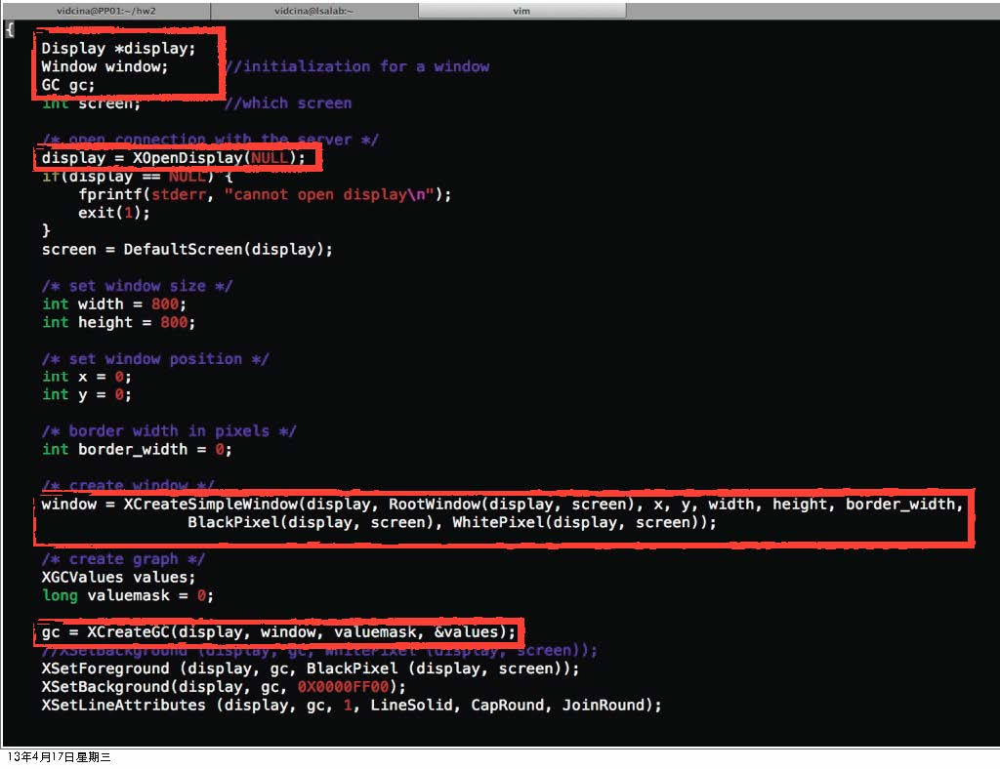 vidcina@PP01:~/hw2 vidcina@lsalab:~ vim
{
Display *display;
Window window; //initialization for a window
GC gc;
int screen; //which screen
/* open connection with the server */
display = XOpenDisplay(NULL);
if(display == NULL) {
fprintf(stderr, "cannot open display\n");
exit(1);
}
screen = DefaultScreen(display);
/* set window size */
int width = 800;
int height = 800;
/* set window position */
int x = 0;
int y = 0;
/* border width in pixels */
int border_width = 0;
/* create window */
window = XCreateSimpleWindow(display, RootWindow(display, screen), x, y, width, height, border_width,
BlackPixel(display, screen), WhitePixel(display, screen));
/* create graph */
XGCValues values;
long valuemask = 0;
gc = XCreateGC(display, window, valuemask, &values);
//XSetBackground (display, gc, WhitePixel (display, screen));
XSetForeground (display, gc, BlackPixel (display, screen));
XSetBackground(display, gc, 0X0000FF00);
XSetLineAttributes (display, gc, 1, LineSolid, CapRound, JoinRound);
13年4月17日星期三